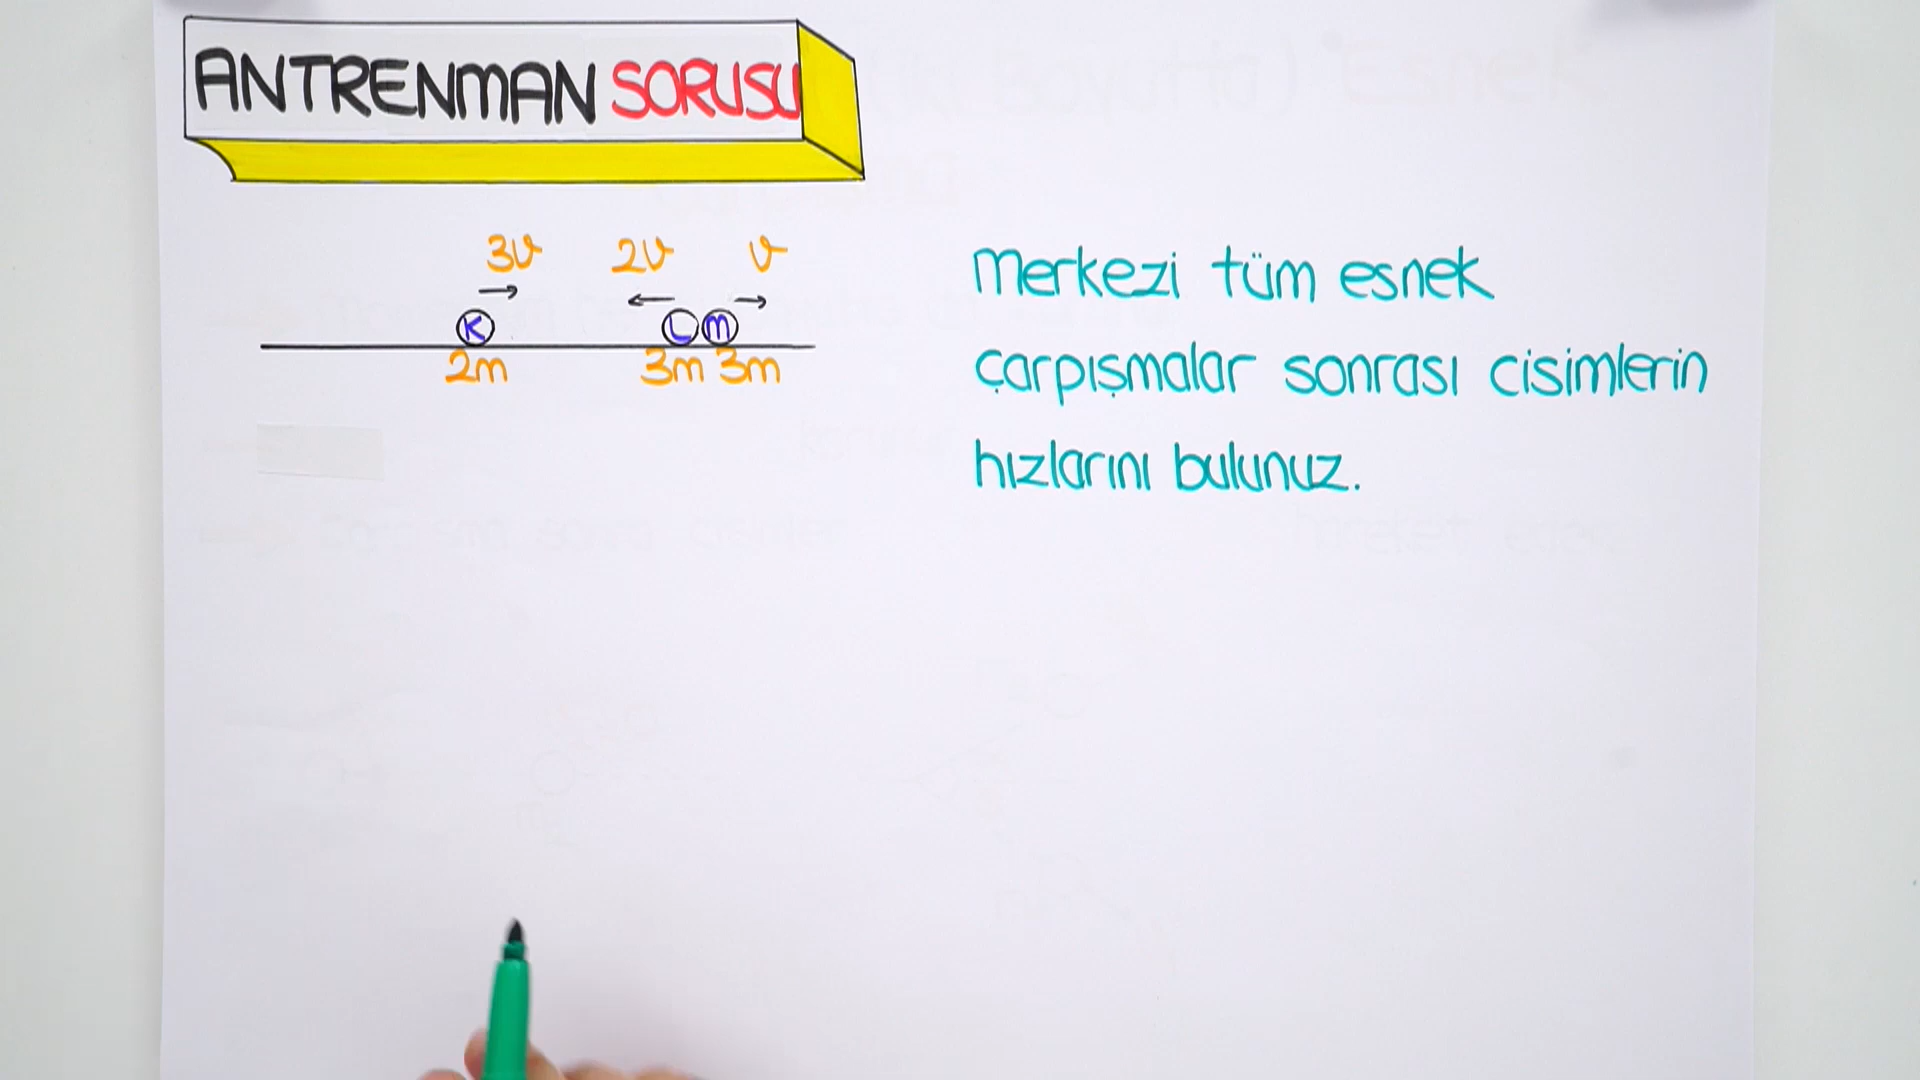 ANTRENMAN SORUSU
3v 2v v
K L M
2m 3m 3m
Merkezi tüm esnek
çarpışmalar sonrası cisimlerin
hızlarını bulunuz.